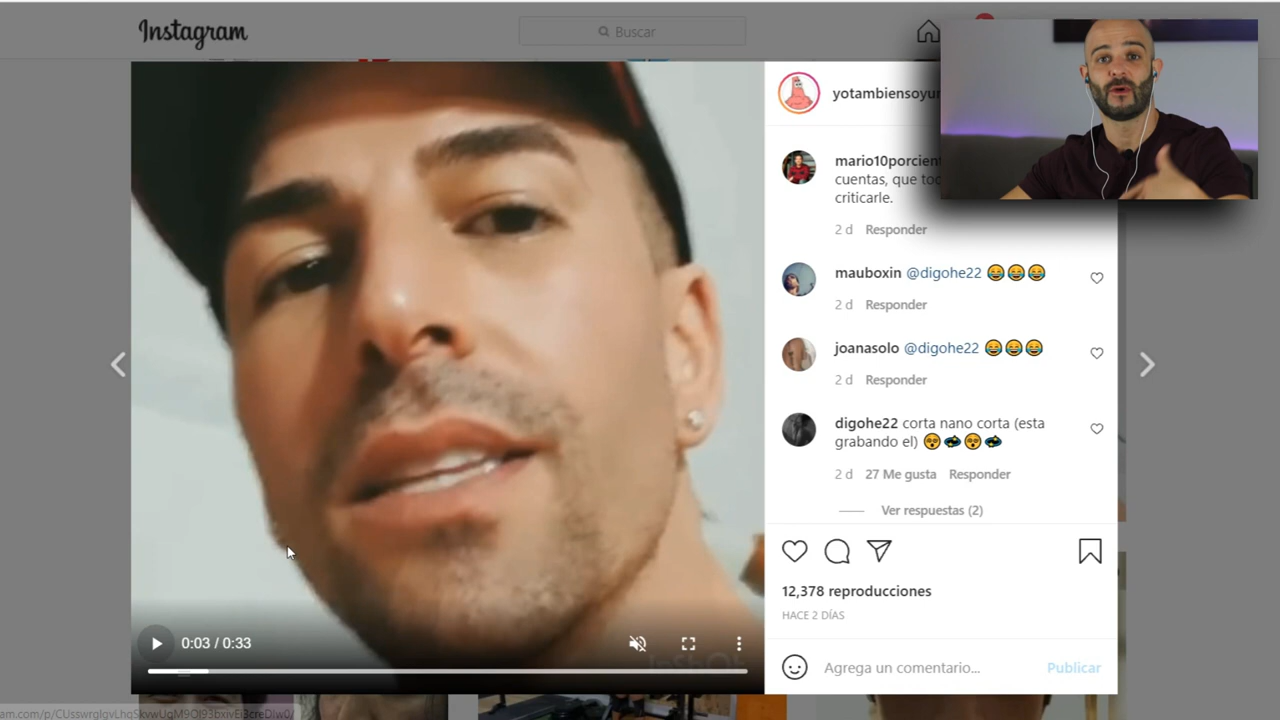 Instagram
Buscar
yotambiensoyun
mario10porcient
cuentas, que too
criticarle.
2 d Responder
mauboxin @digohe22 😂😂😂
2 d Responder
joanasolo @digohe22 😂😂😂
2 d Responder
digohe22 corta nano corta (esta
grabando el)
2 d 27 Me gusta Responder
Ver respuestas (2)
12,378 reproducciones
HACE 2 DÍAS
0:03 / 0:33
Agrega un comentario... Publicar